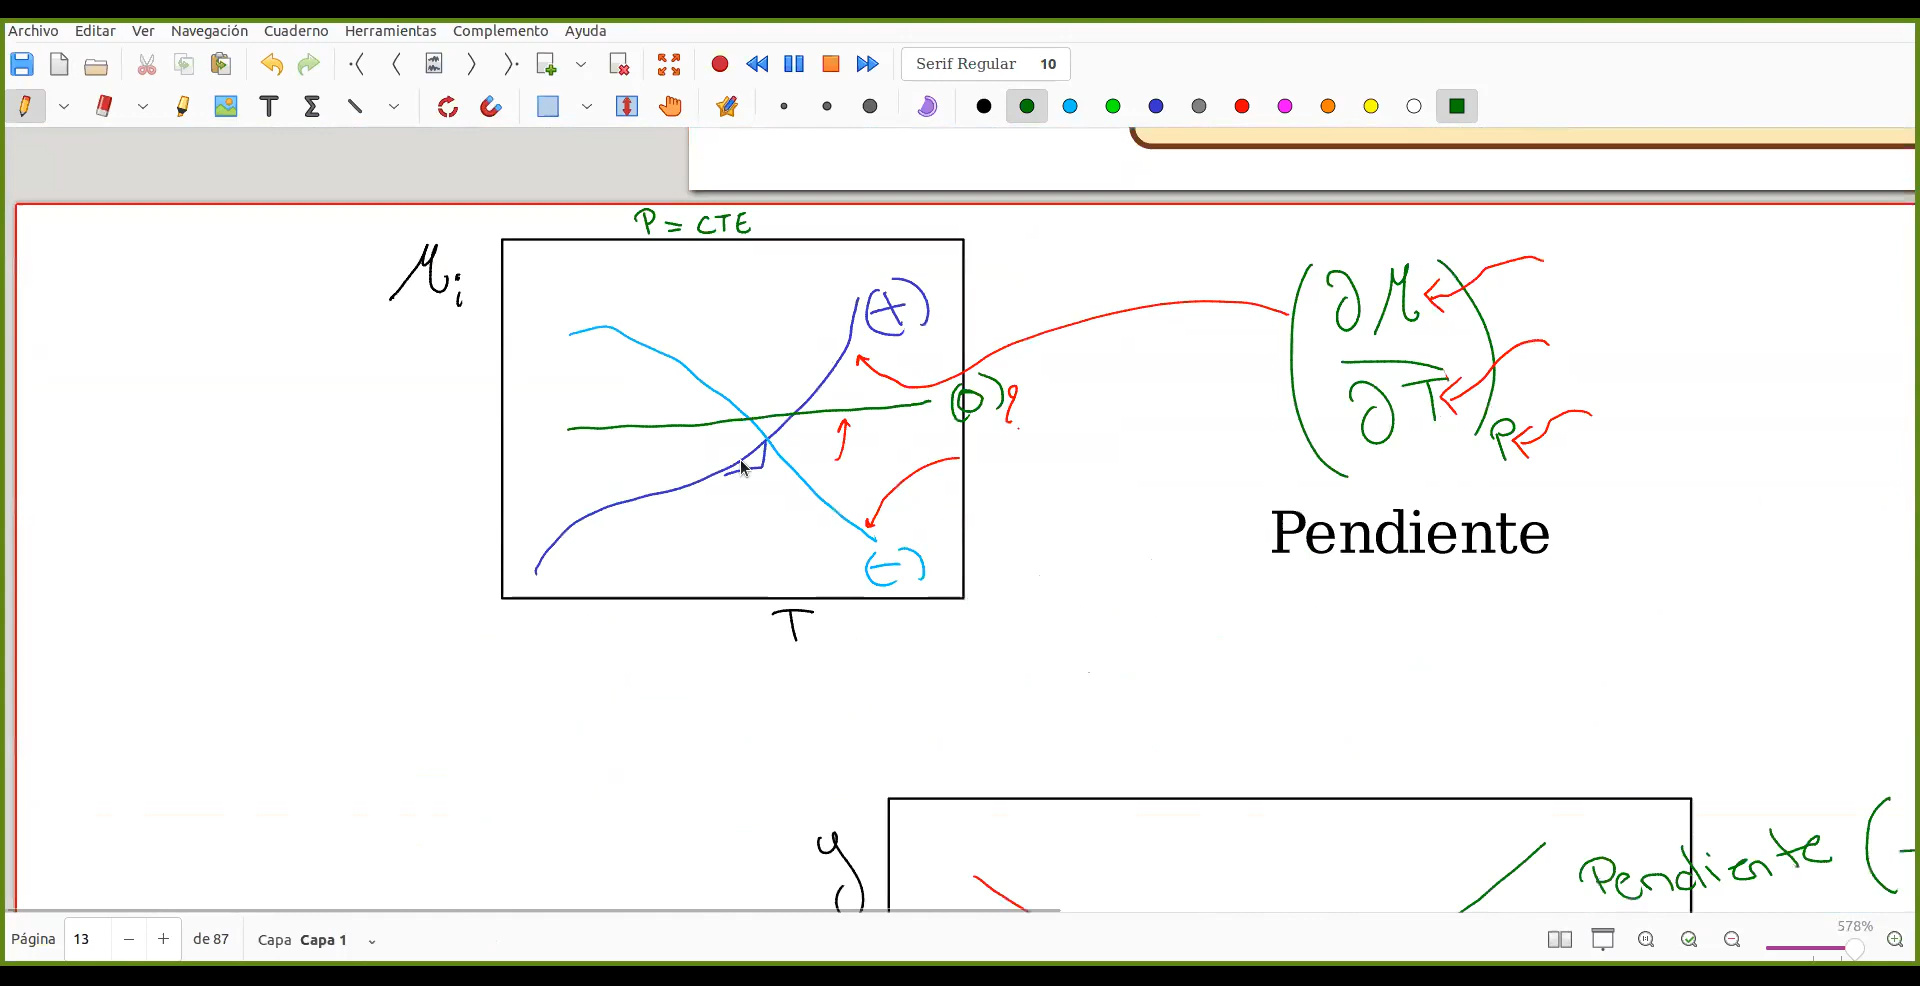 Archivo Editar Ver Navegación Cuaderno Herramientas Complemento Ayuda
Serif Regular 10
P = CTE
μi
(+)
(0)?
(-)
T
(∂μ/∂T)P
Pendiente
y
Pendiente (-
Página 13 de 87 Capa Capa 1
578%